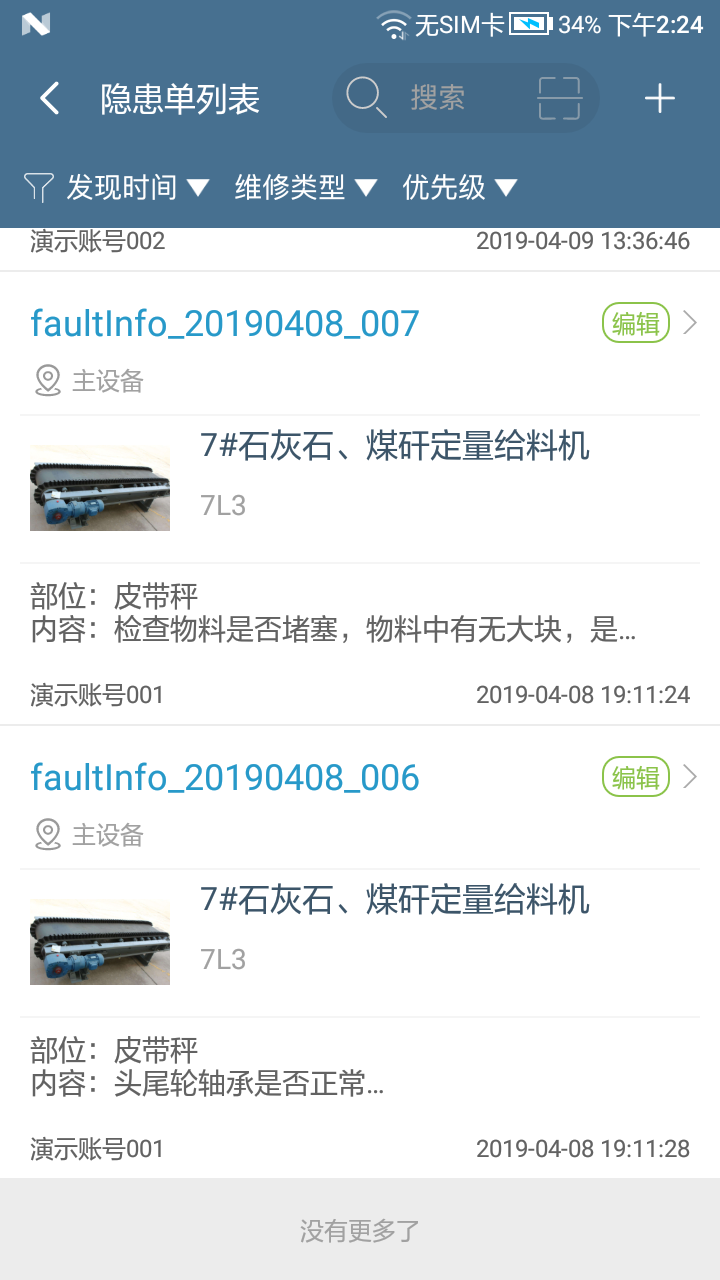 无SIM卡 34% 下午2:24
隐患单列表 搜索
发现时间 维修类型 优先级
演示账号002 2019-04-09 13:36:46
faultInfo_20190408_007 编辑
主设备
7#石灰石、煤矸定量给料机
7L3
部位：皮带秤
内容：检查物料是否堵塞，物料中有无大块，是...
演示账号001 2019-04-08 19:11:24
faultInfo_20190408_006 编辑
主设备
7#石灰石、煤矸定量给料机
7L3
部位：皮带秤
内容：头尾轮轴承是否正常...
演示账号001 2019-04-08 19:11:28
没有更多了